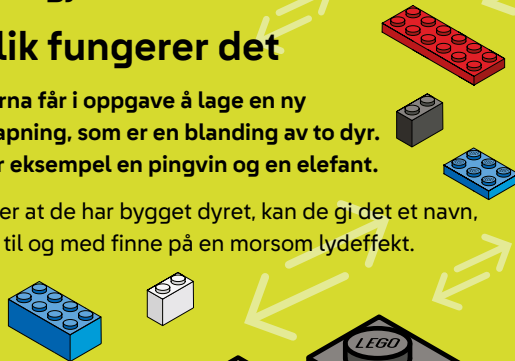 lik fungerer det
rna får i oppgave å lage en ny
apning, som er en blanding av to dyr.
r eksempel en pingvin og en elefant.
er at de har bygget dyret, kan de gi det et navn,
til og med finne på en morsom lydeffekt.
LEGO